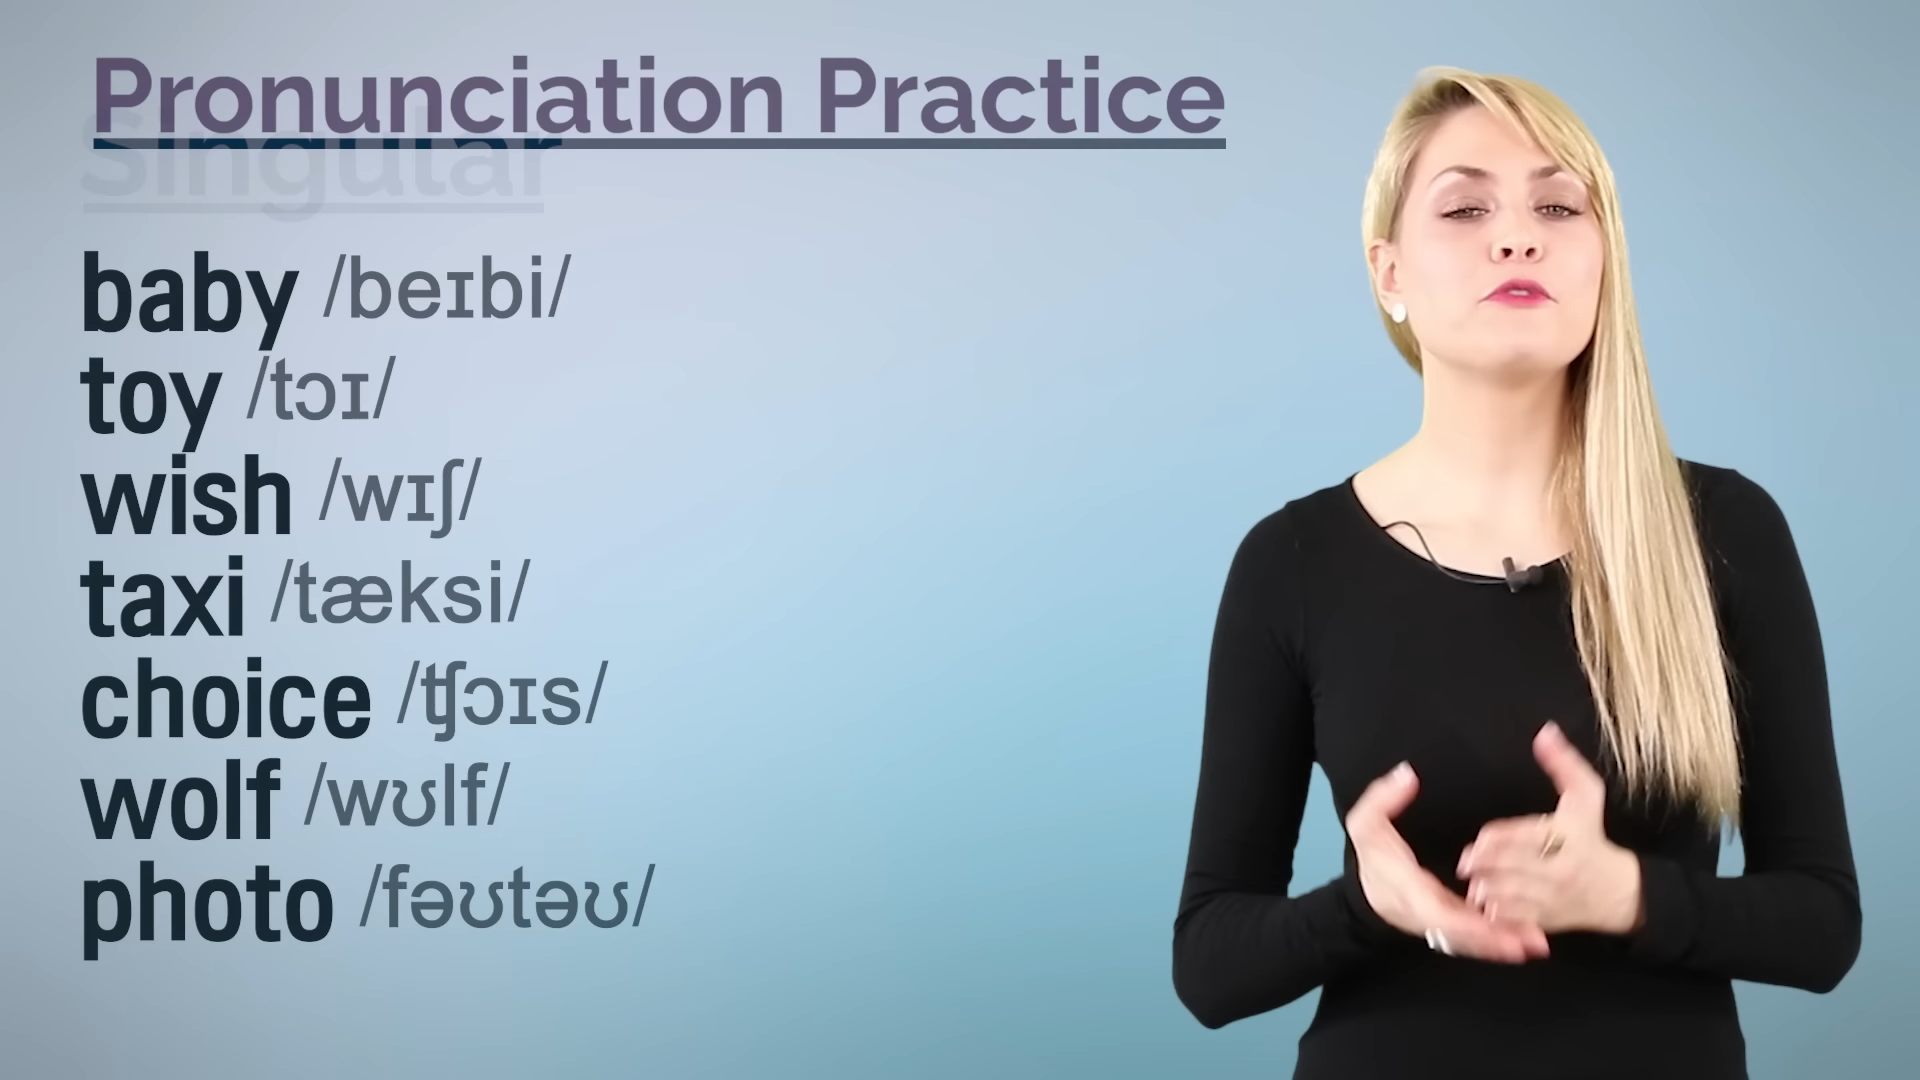 Pronunciation Practice
Singular
baby /beɪbi/
toy /tɔɪ/
wish /wɪʃ/
taxi /tæksi/
choice /ʧɔɪs/
wolf /wʊlf/
photo /fəʊtəʊ/